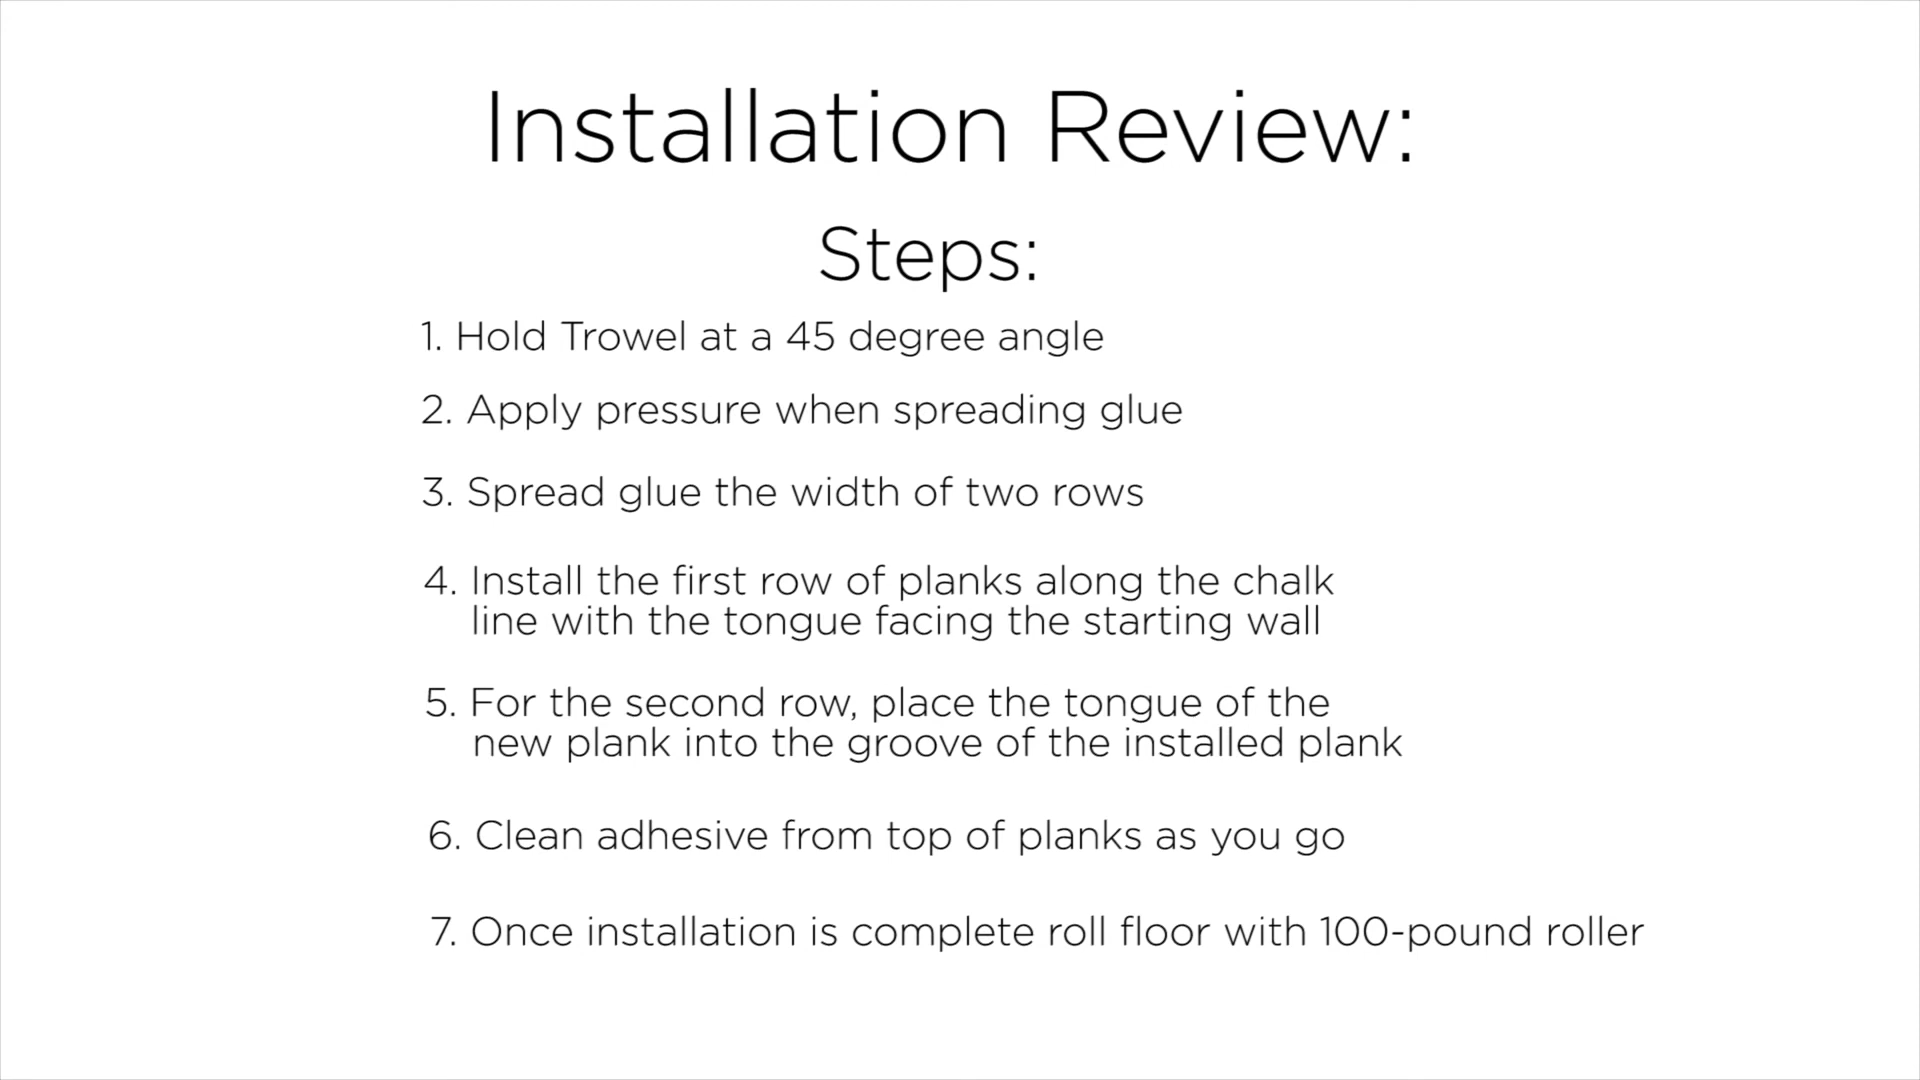 Installation Review:
Steps:
1. Hold Trowel at a 45 degree angle
2. Apply pressure when spreading glue
3. Spread glue the width of two rows
4. Install the first row of planks along the chalk
line with the tongue facing the starting wall
5. For the second row, place the tongue of the
new plank into the groove of the installed plank
6. Clean adhesive from top of planks as you go
7. Once installation is complete roll floor with 100-pound roller